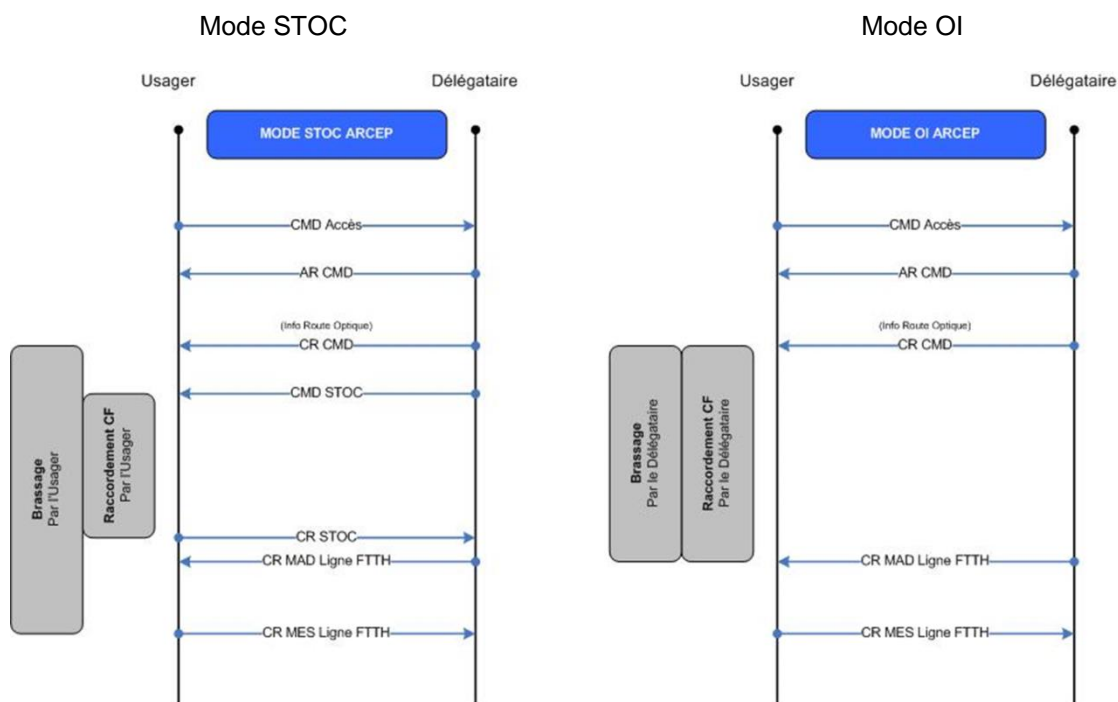 Mode STOC
Usager
Délégataire
MODE STOC ARCEP
CMD Accès
AR CMD
(Info Route Optique)
CR CMD
CMD STOC
Brassage
Par l'Usager
Raccordement CF
Par l'Usager
CR STOC
CR MAD Ligne FTTH
CR MES Ligne FTTH
Mode OI
Usager
Délégataire
MODE OI ARCEP
CMD Accès
AR CMD
(Info Route Optique)
CR CMD
Brassage
Par le Délégataire
Raccordement CF
Par le Délégataire
CR MAD Ligne FTTH
CR MES Ligne FTTH